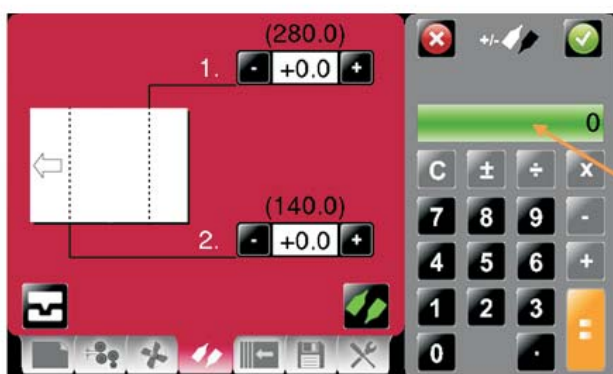 (280.0)
1. - +0.0 +
(140.0)
2. - +0.0 +
+/-
0
C ± ÷ x
7 8 9 -
4 5 6 +
1 2 3 =
0 .